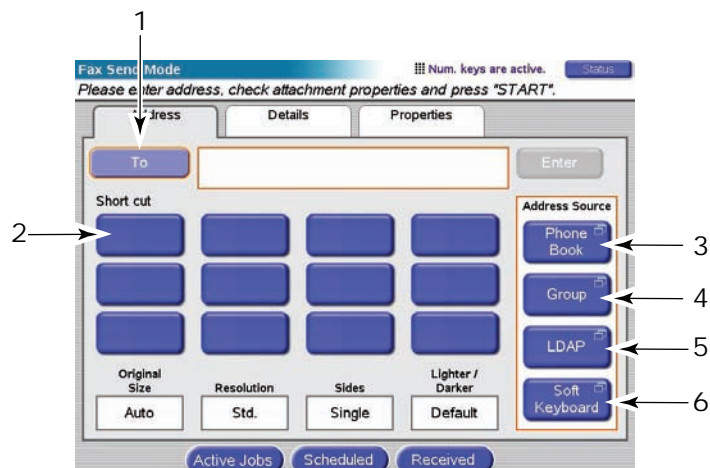 1
Fax Send Mode
Num. keys are active.
Status
Please enter address, check attachment properties and press "START".
Address
Details
Properties
To
Enter
Short cut
Address Source
2
Phone
Book
3
Group
4
LDAP
5
Soft
Keyboard
6
Original
Size
Resolution
Sides
Lighter /
Darker
Auto
Std.
Single
Default
Active Jobs
Scheduled
Received